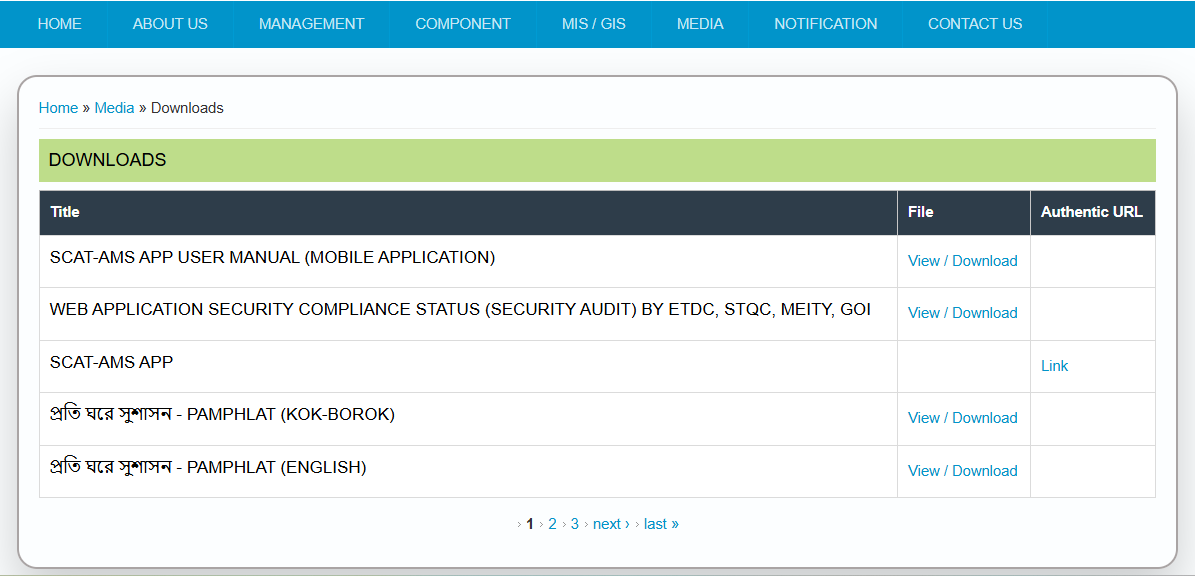 HOME ABOUT US MANAGEMENT COMPONENT MIS / GIS MEDIA NOTIFICATION CONTACT US
Home » Media » Downloads
DOWNLOADS
Title File Authentic URL
SCAT-AMS APP USER MANUAL (MOBILE APPLICATION) View / Download
WEB APPLICATION SECURITY COMPLIANCE STATUS (SECURITY AUDIT) BY ETDC, STQC, MEITY, GOI View / Download
SCAT-AMS APP Link
প্রতি ঘরে সুশাসন - PAMPHLAT (KOK-BOROK) View / Download
প্রতি ঘরে সুশাসন - PAMPHLAT (ENGLISH) View / Download
› 1 › 2 › 3 › next › › last »